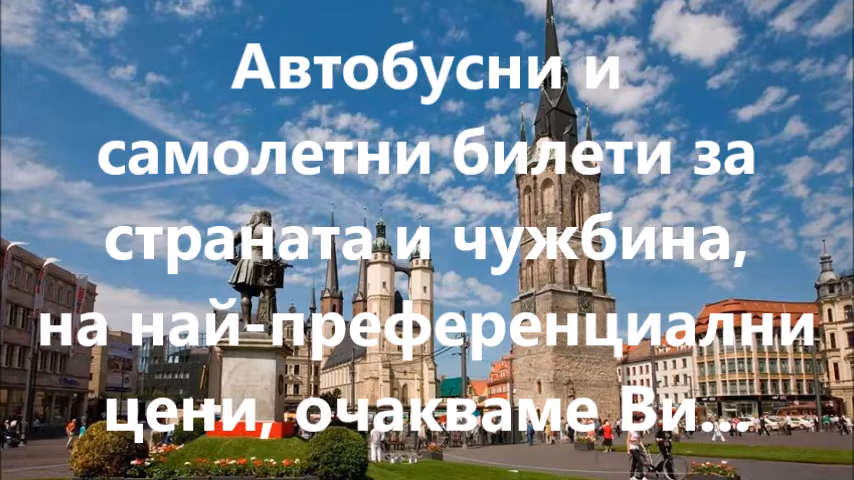 Автобусни и
самолетни билети за
страната и чужбина,
на най-преференциални
цени, очакваме Ви...